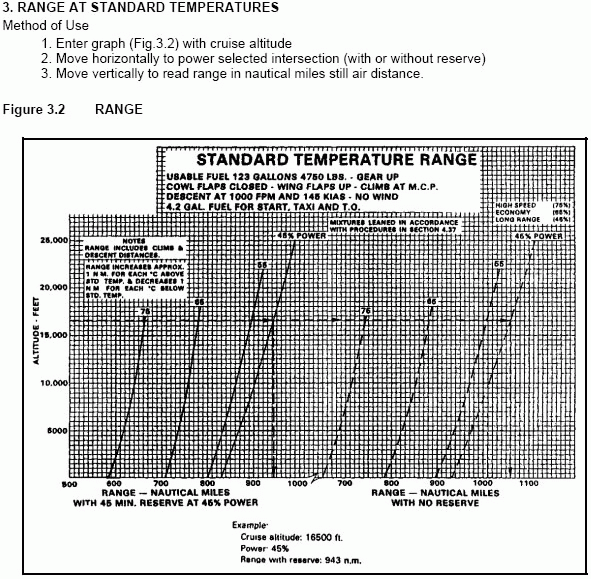 3. RANGE AT STANDARD TEMPERATURES
Method of Use
1. Enter graph (Fig.3.2) with cruise altitude
2. Move horizontally to power selected intersection (with or without reserve)
3. Move vertically to read range in nautical miles still air distance.
Figure 3.2 RANGE
STANDARD TEMPERATURE RANGE
USABLE FUEL 123 GALLONS 4750 LBS. - GEAR UP
COWL FLAPS CLOSED - WING FLAPS UP - CLIMB AT M.C.P.
DESCENT AT 1000 FPM AND 145 KIAS - NO WIND
4.2 GAL. FUEL FOR START, TAXI AND T.O.
HIGH SPEED (75%)
ECONOMY (65%)
LONG RANGE (45%)
MIXTURES LEANED IN ACCORDANCE
WITH PROCEDURES IN SECTION 4.37
45% POWER
45% POWER
NOTES
RANGE INCLUDES CLIMB &
DESCENT DISTANCES.
RANGE INCREASES APPROX.
1 N M. FOR EACH °C ABOVE
STD TEMP. & DECREASES 1
N M FOR EACH °C BELOW
STD. TEMP.
55
55
65
65
75
75
ALTITUDE - FEET
25,000
20,000
15,000
10,000
5000
500 600 700 800 900 1000 700 800 900 1000 1100
RANGE — NAUTICAL MILES
WITH 45 MIN. RESERVE AT 45% POWER
RANGE — NAUTICAL MILES
WITH NO RESERVE
Example·
Cruise altitude: 16500 ft.
Power· 45%
Range with reserve: 943 n.m.